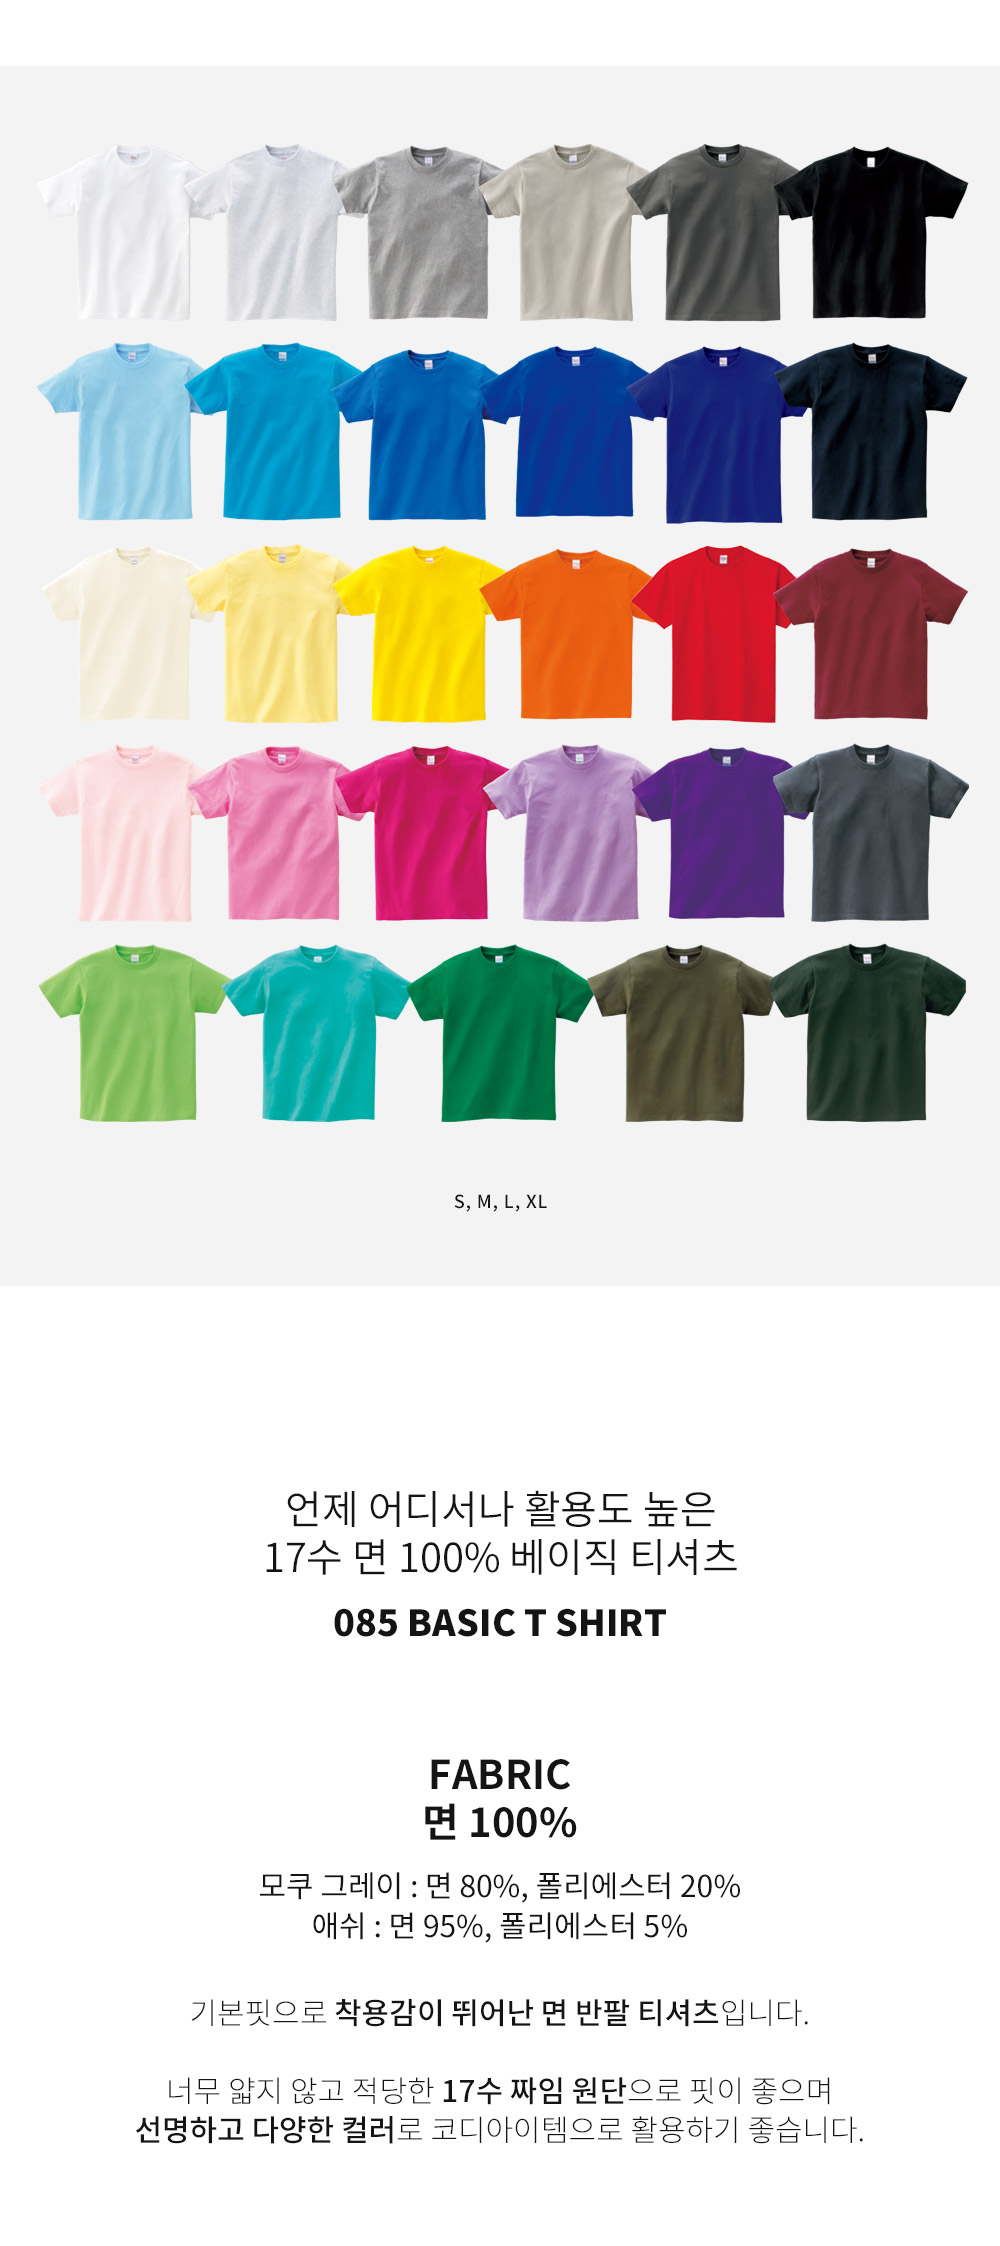 S, M, L, XL
언제 어디서나 활용도 높은
17수 면 100% 베이직 티셔츠
085 BASIC T SHIRT
FABRIC
면 100%
모쿠 그레이 : 면 80%, 폴리에스터 20%
애쉬 : 면 95%, 폴리에스터 5%
기본핏으로 착용감이 뛰어난 면 반팔 티셔츠입니다.
너무 얇지 않고 적당한 17수 짜임 원단으로 핏이 좋으며
선명하고 다양한 컬러로 코디아이템으로 활용하기 좋습니다.